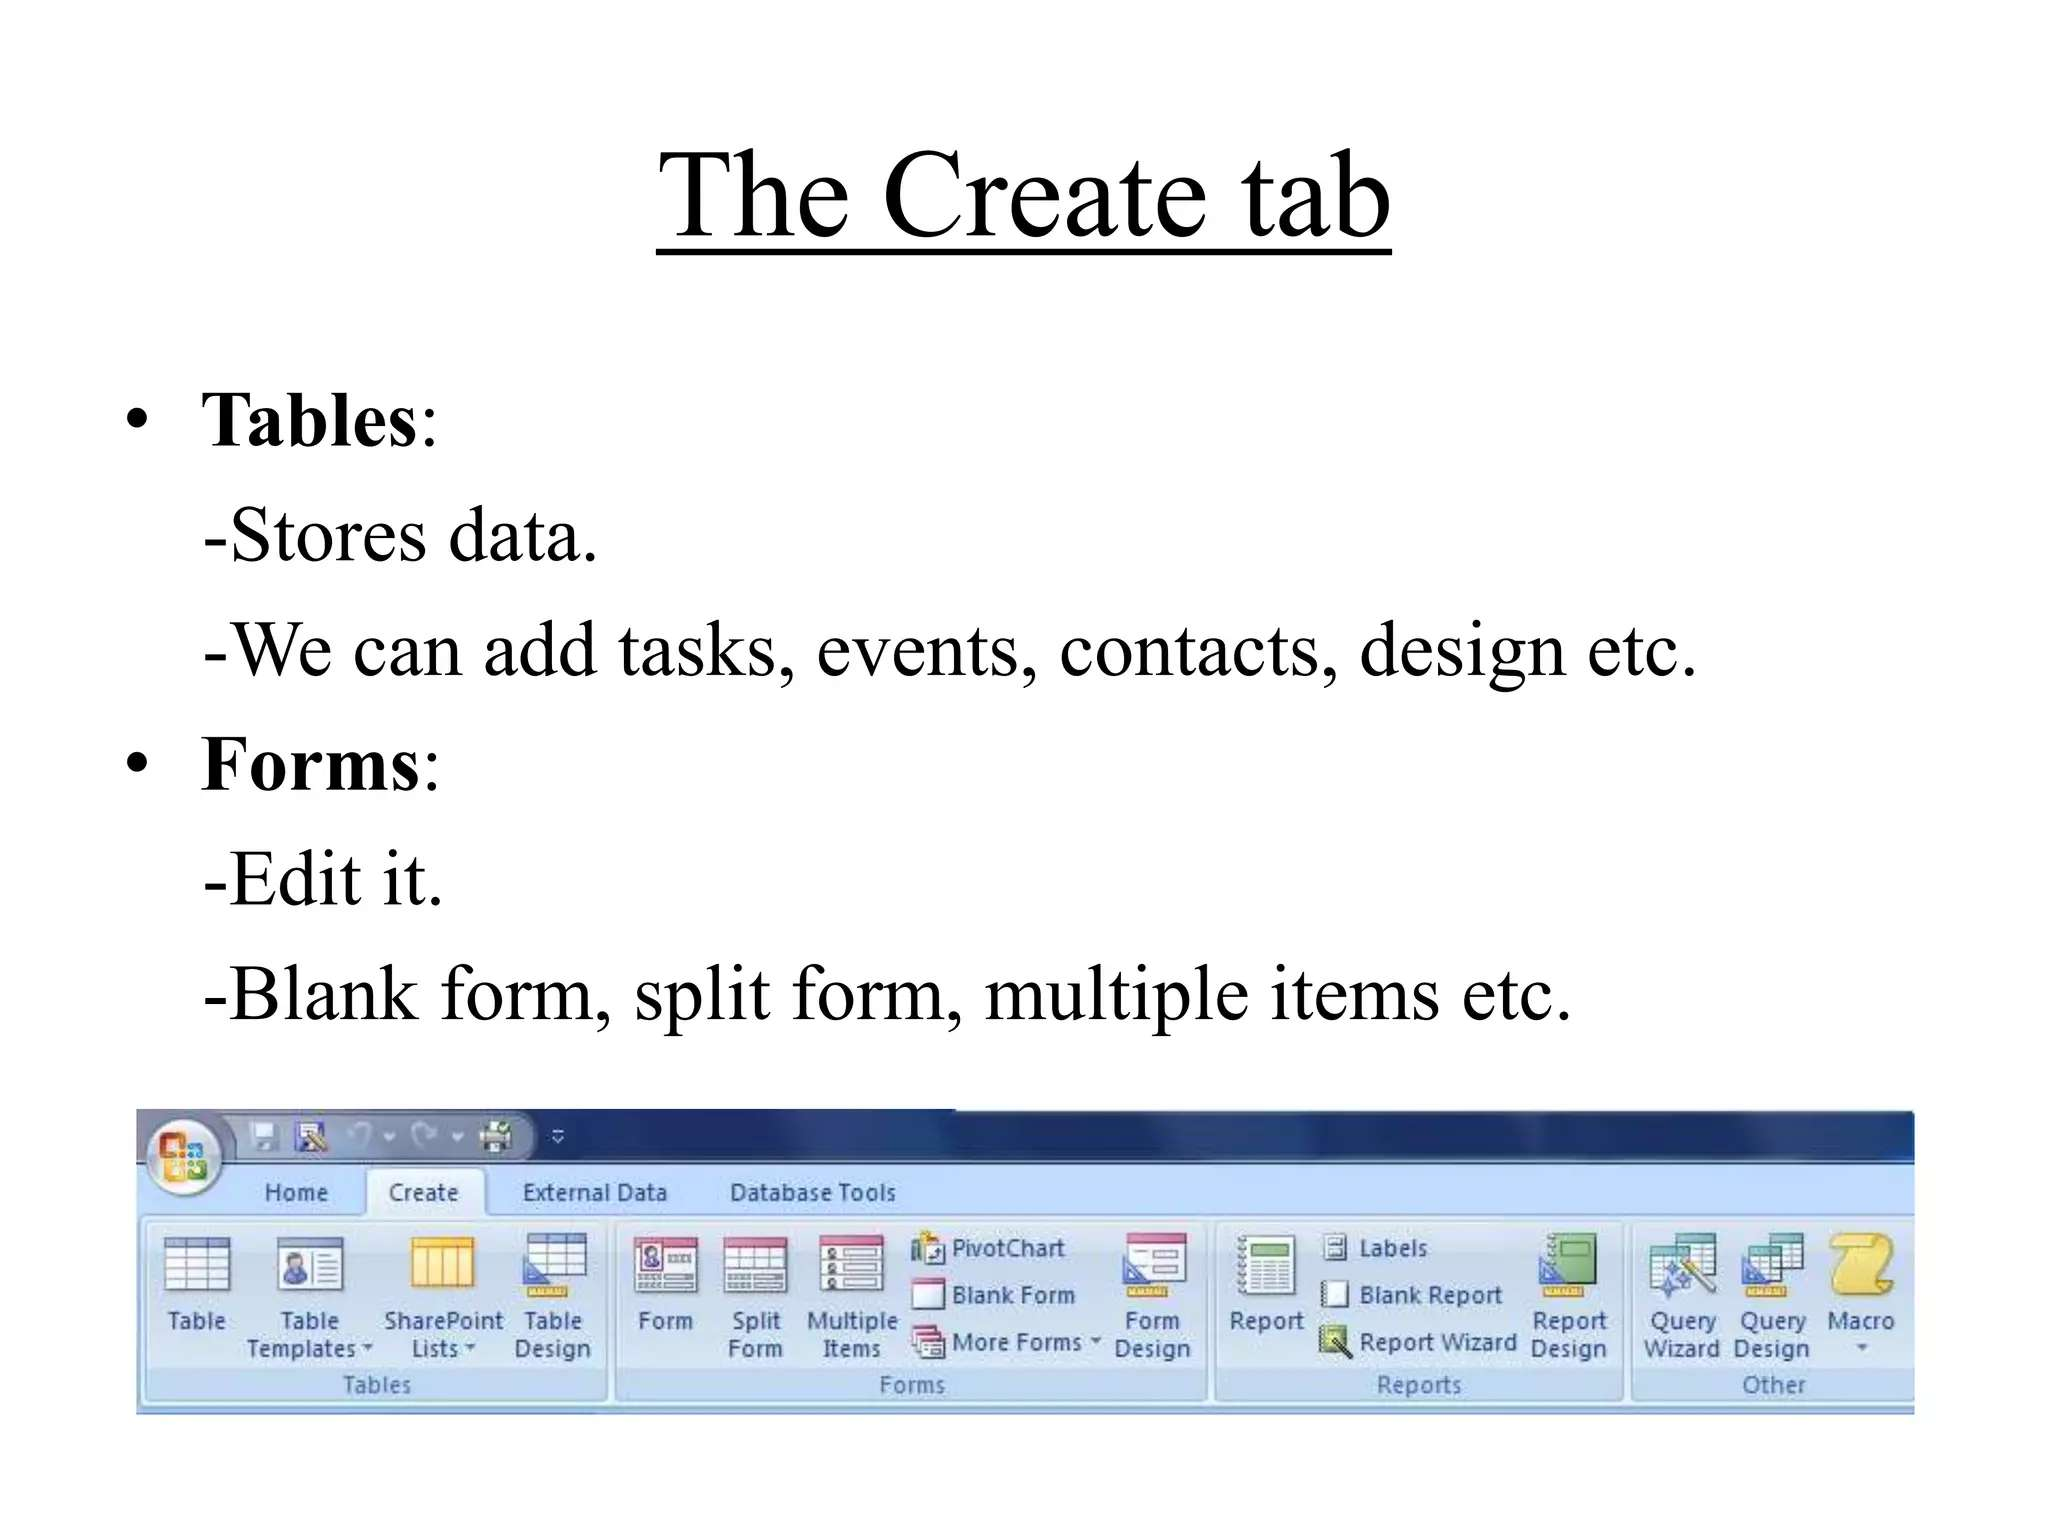 The Create tab
• Tables:
-Stores data.
-We can add tasks, events, contacts, design etc.
• Forms:
-Edit it.
-Blank form, split form, multiple items etc.
Home Create External Data Database Tools
Table
Table Templates
SharePoint Lists
Table Design
Tables
Form
Split Form
Multiple Items
PivotChart
Blank Form
More Forms
Form Design
Forms
Report
Labels
Blank Report
Report Wizard
Report Design
Reports
Query Wizard
Query Design
Macro
Other